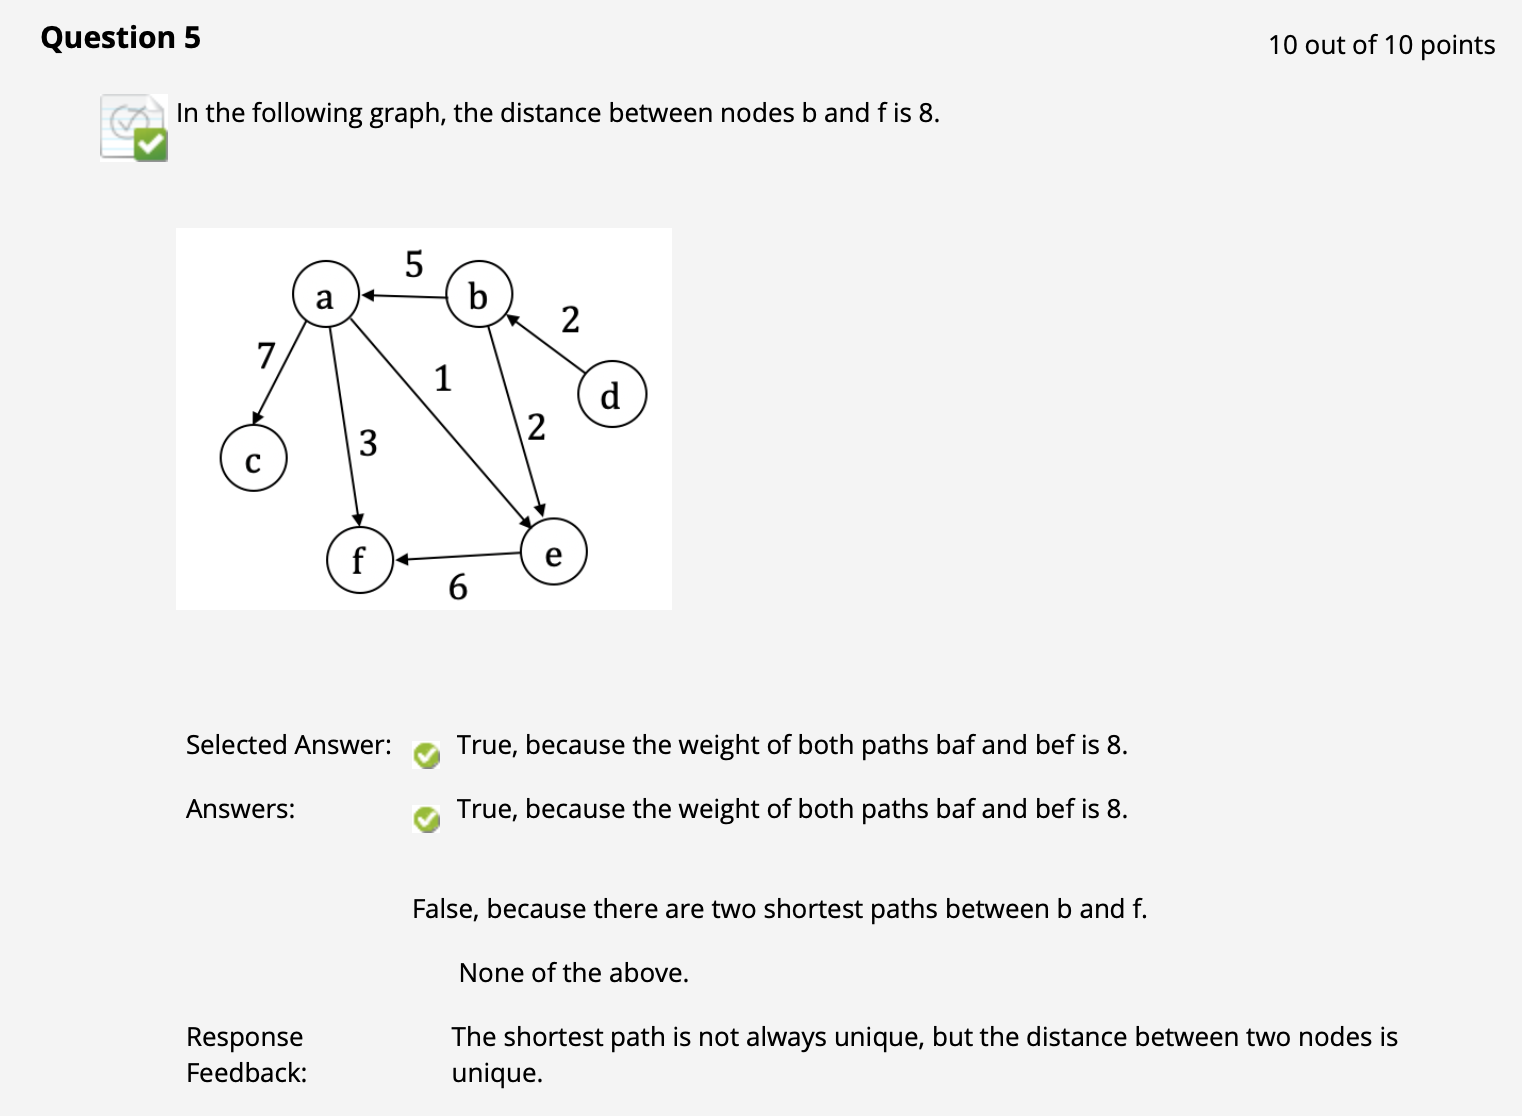 Question 5
10 out of 10 points
In the following graph, the distance between nodes b and f is 8.
5
a
b
2
7
1
d
2
3
c
f
e
6
Selected Answer: True, because the weight of both paths baf and bef is 8.
Answers: True, because the weight of both paths baf and bef is 8.
False, because there are two shortest paths between b and f.
None of the above.
Response Feedback:
The shortest path is not always unique, but the distance between two nodes is
unique.